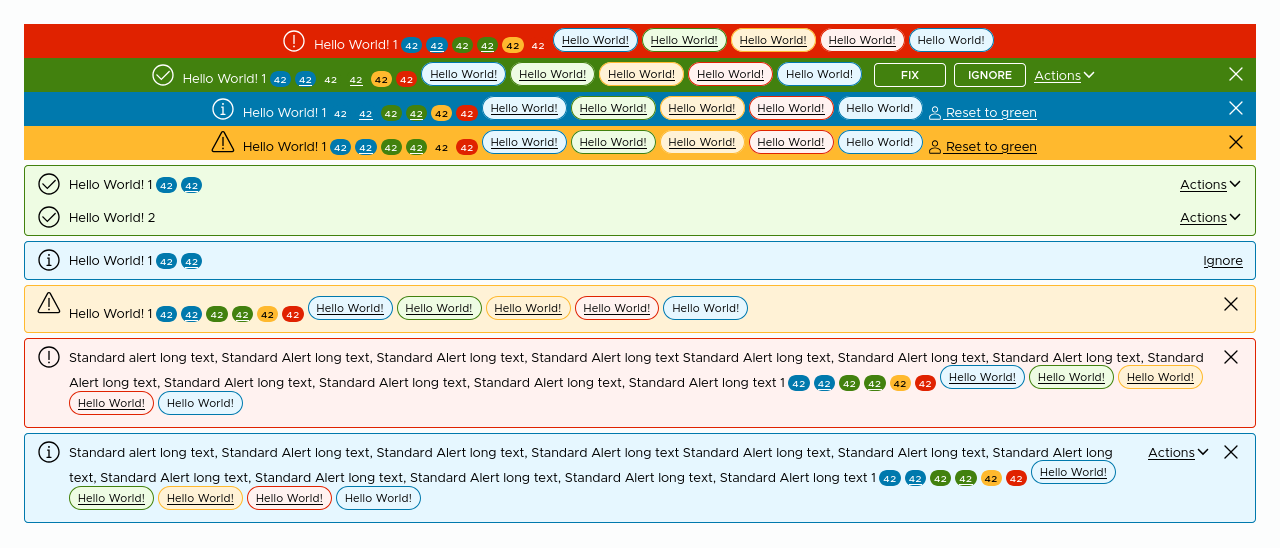 Hello World! 1 42 42 42 42 42 42 Hello World! Hello World! Hello World! Hello World! Hello World!
Hello World! 1 42 42 42 42 42 42 Hello World! Hello World! Hello World! Hello World! Hello World! FIX IGNORE Actions
Hello World! 1 42 42 42 42 42 42 Hello World! Hello World! Hello World! Hello World! Hello World! Reset to green
Hello World! 1 42 42 42 42 42 42 Hello World! Hello World! Hello World! Hello World! Hello World! Reset to green
Hello World! 1 42 42 Actions
Hello World! 2 Actions
Hello World! 1 42 42 Ignore
Hello World! 1 42 42 42 42 42 42 Hello World! Hello World! Hello World! Hello World! Hello World!
Standard alert long text, Standard Alert long text, Standard Alert long text, Standard Alert long text Standard Alert long text, Standard Alert long text, Standard Alert long text, Standard
Alert long text, Standard Alert long text, Standard Alert long text, Standard Alert long text, Standard Alert long text 1 42 42 42 42 42 42 Hello World! Hello World! Hello World!
Hello World! Hello World!
Standard alert long text, Standard Alert long text, Standard Alert long text, Standard Alert long text Standard Alert long text, Standard Alert long text, Standard Alert long Actions
text, Standard Alert long text, Standard Alert long text, Standard Alert long text, Standard Alert long text, Standard Alert long text 1 42 42 42 42 42 42 Hello World!
Hello World! Hello World! Hello World! Hello World!